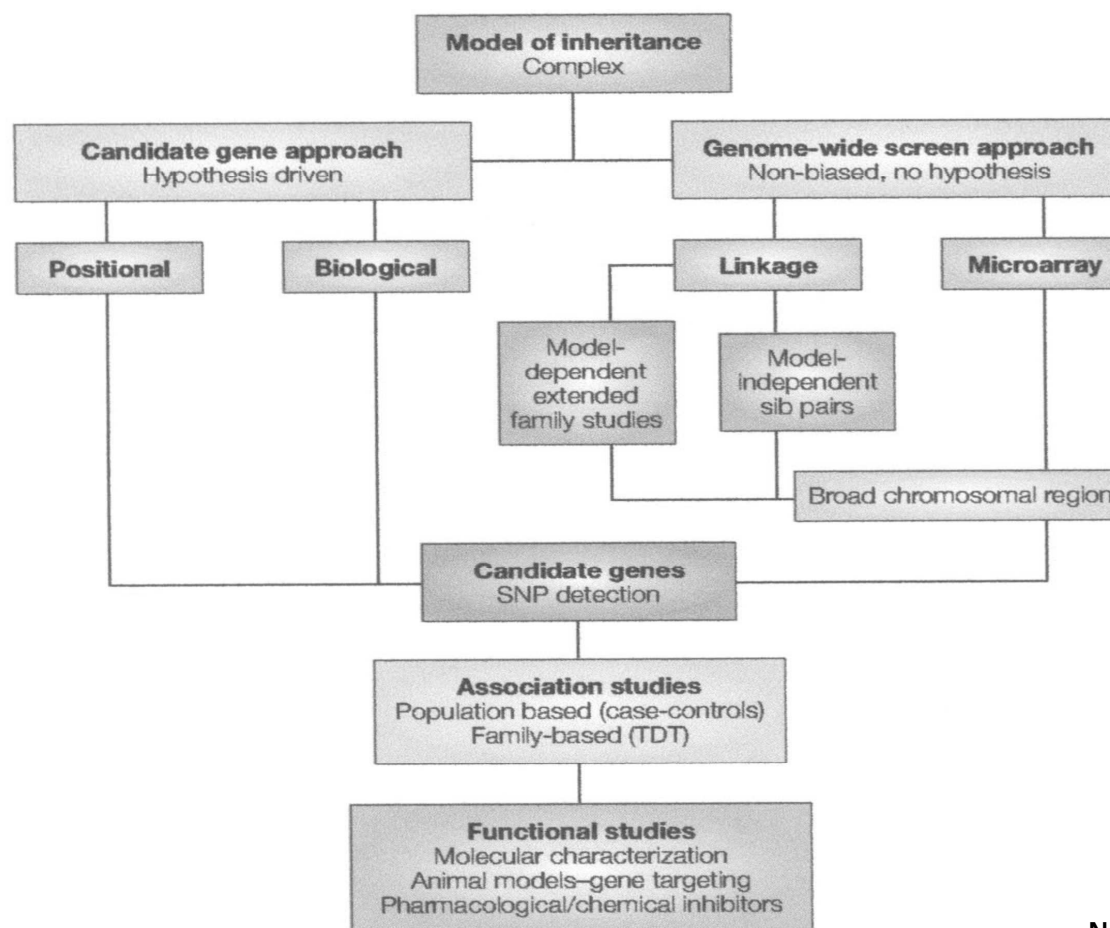 Model of inheritance
Complex
Candidate gene approach
Hypothesis driven
Genome-wide screen approach
Non-biased, no hypothesis
Positional
Biological
Linkage
Microarray
Model-
dependent
extended
family studies
Model-
independent
sib pairs
Broad chromosomal region
Candidate genes
SNP detection
Association studies
Population based (case-controls)
Family-based (TDT)
Functional studies
Molecular characterization
Animal models–gene targeting
Pharmacological/chemical inhibitors
N